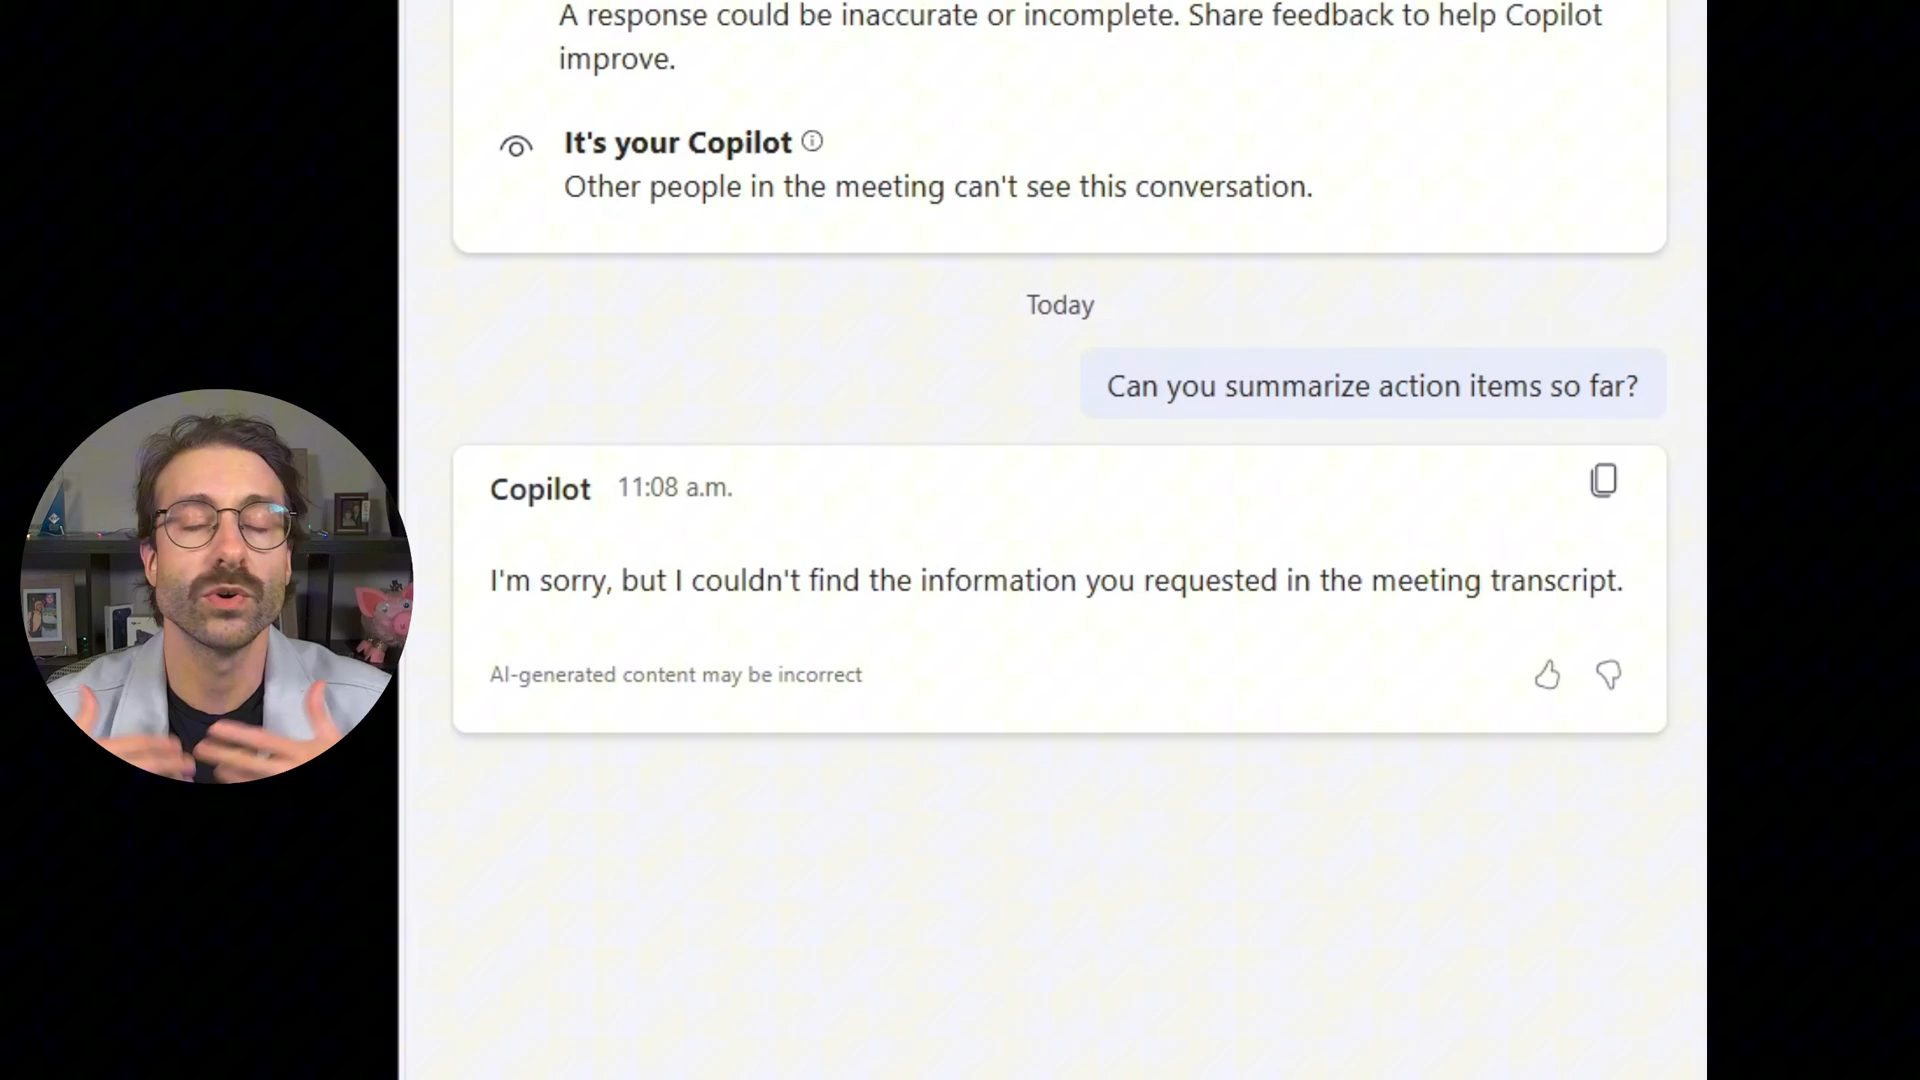 A response could be inaccurate or incomplete. Share feedback to help Copilot
improve.
It's your Copilot
Other people in the meeting can't see this conversation.
Today
Can you summarize action items so far?
Copilot 11:08 a.m.
I'm sorry, but I couldn't find the information you requested in the meeting transcript.
AI-generated content may be incorrect